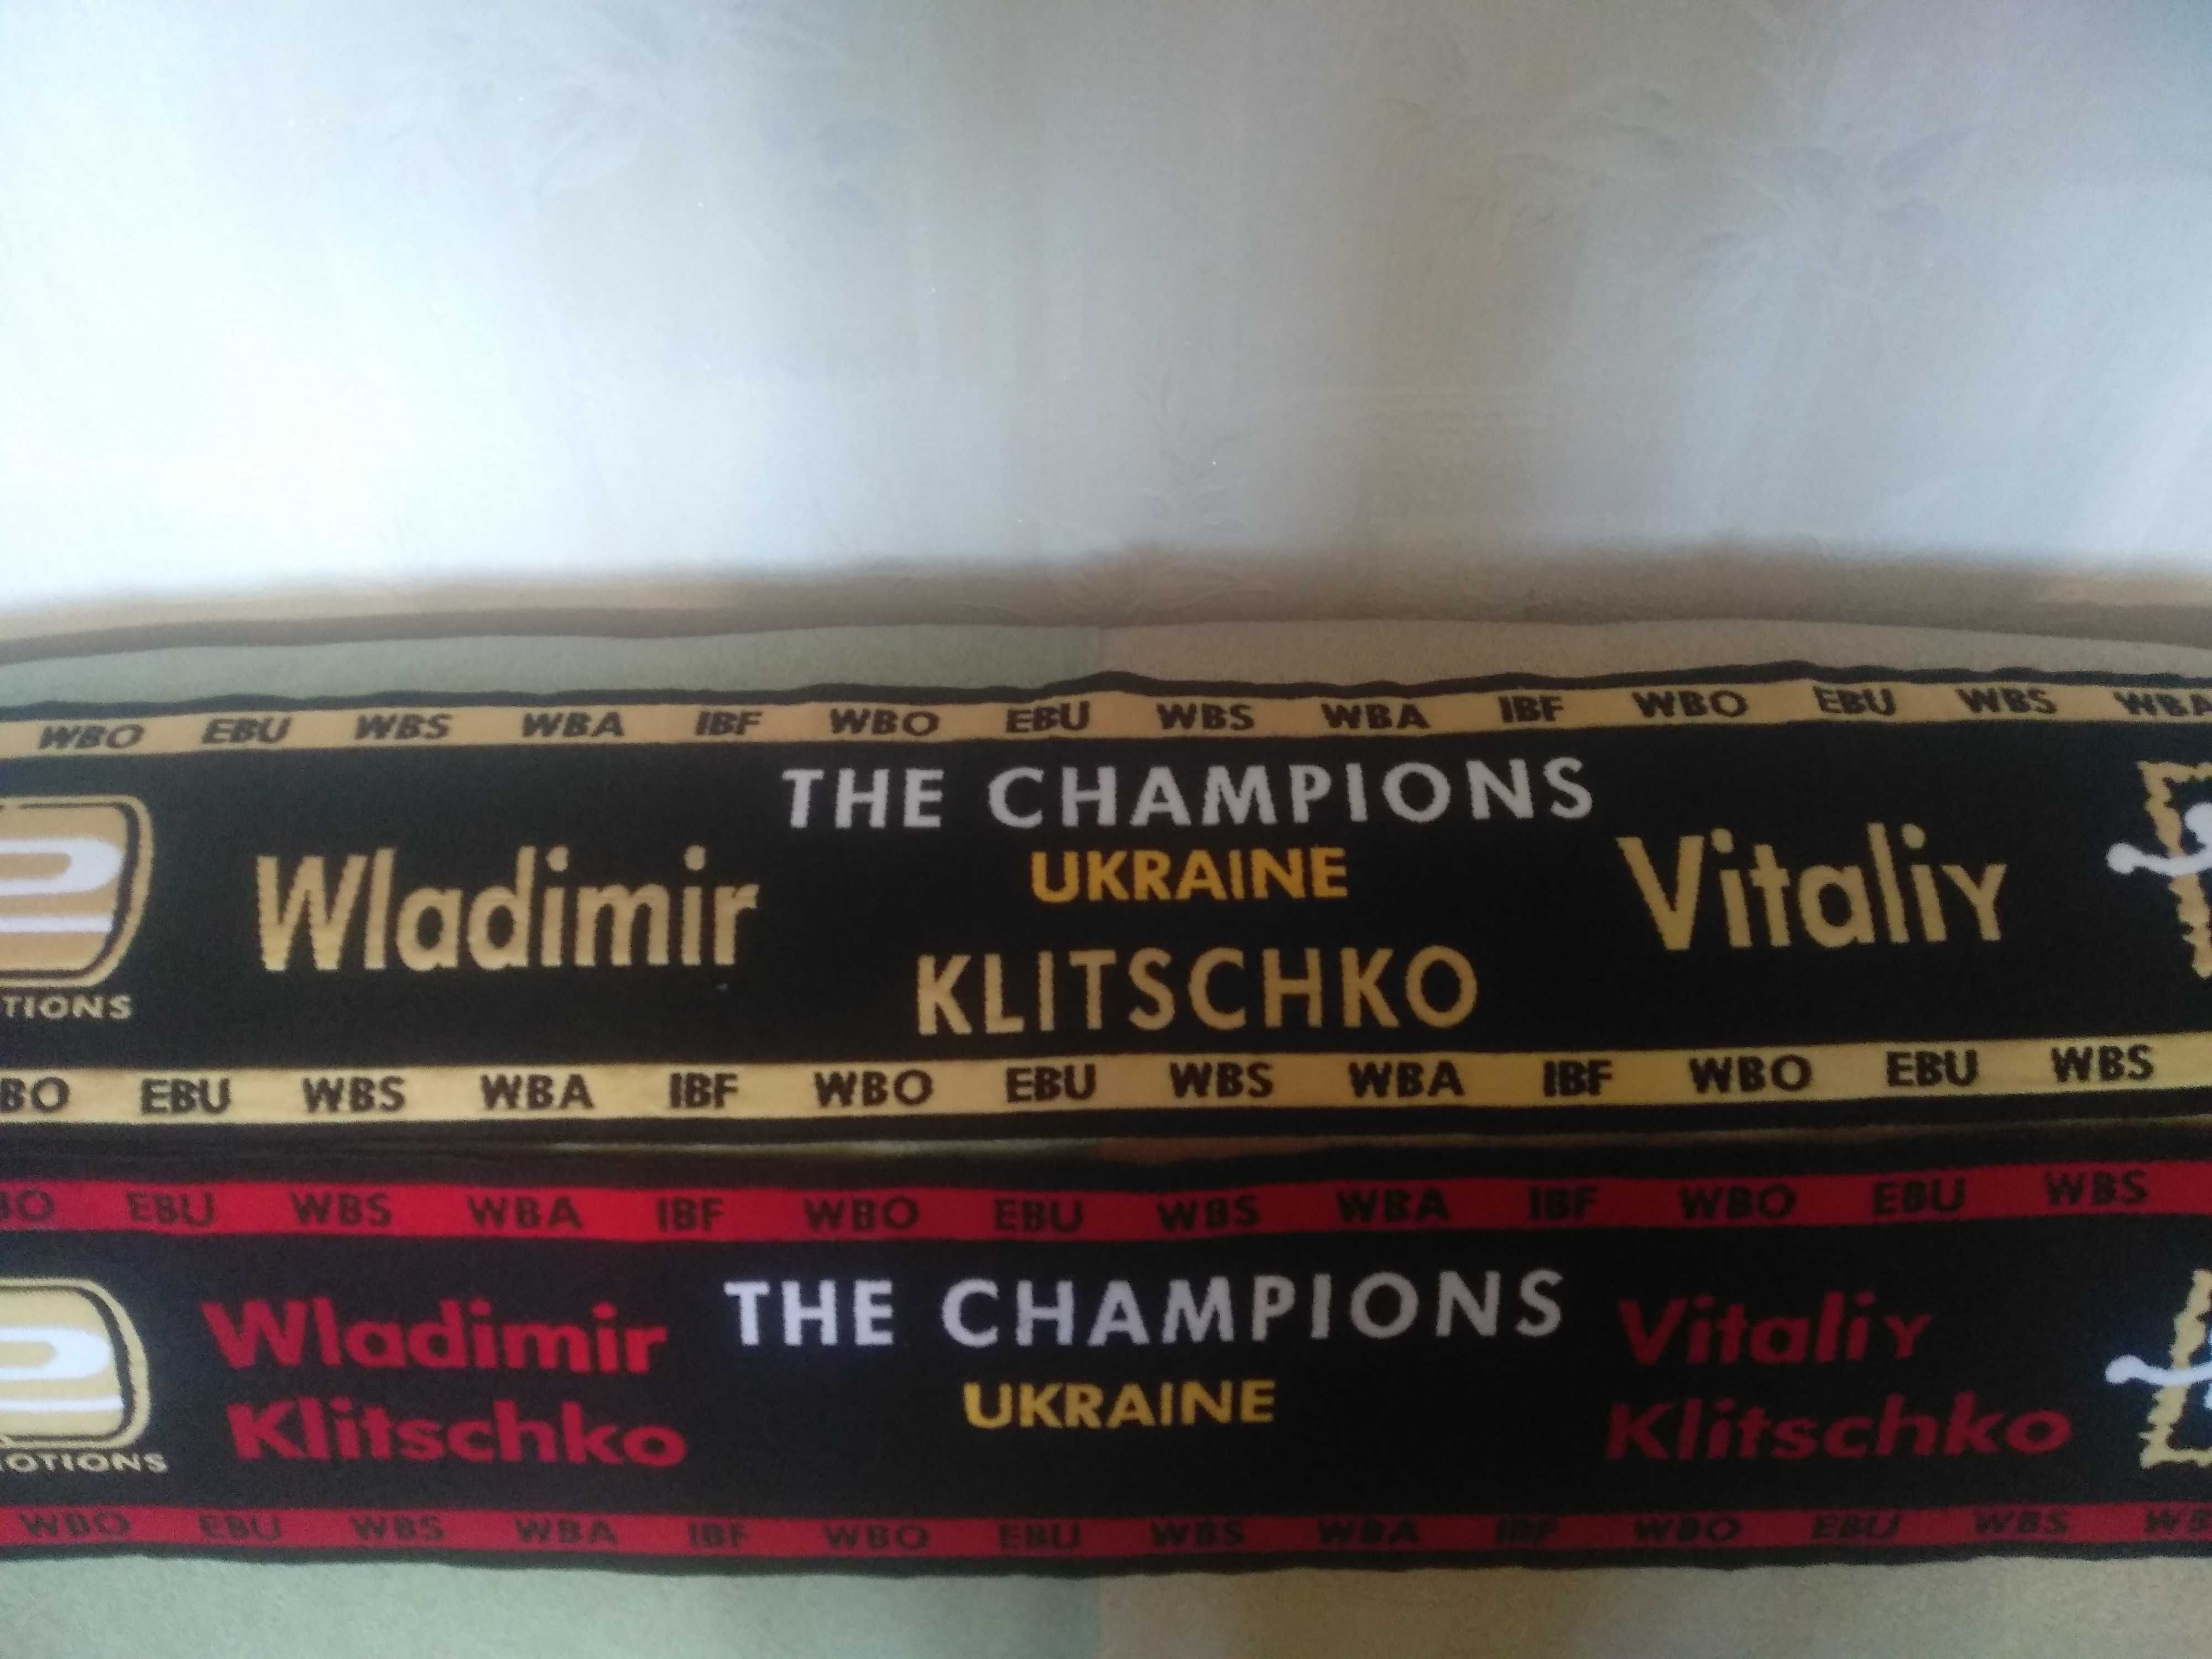 WBO EBU WBS WBA IBF WBO EBU WBS WBA IBF WBO EBU WBS WBA
THE CHAMPIONS
Wladimir UKRAINE Vitaliy
KLITSCHKO
TIONS
BO EBU WBS WBA IBF WBO EBU WBS WBA IBF WBO EBU WBS
BO EBU WBS WBA IBF WBO EBU WBS WBA IBF WBO EBU WBS
Wladimir THE CHAMPIONS Vitaliy
Klitschko UKRAINE Klitschko
OTIONS
WBO EBU WBS WBA IBF WBO EBU WBS WBA IBF WBO EBU WBS WB